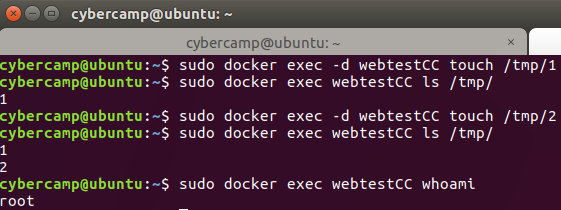 cybercamp@ubuntu: ~
cybercamp@ubuntu: ~ ×
cybercamp@ubuntu:~$ sudo docker exec -d webtestCC touch /tmp/1
cybercamp@ubuntu:~$ sudo docker exec webtestCC ls /tmp/
1
cybercamp@ubuntu:~$ sudo docker exec -d webtestCC touch /tmp/2
cybercamp@ubuntu:~$ sudo docker exec webtestCC ls /tmp/
1
2
cybercamp@ubuntu:~$ sudo docker exec webtestCC whoami
root